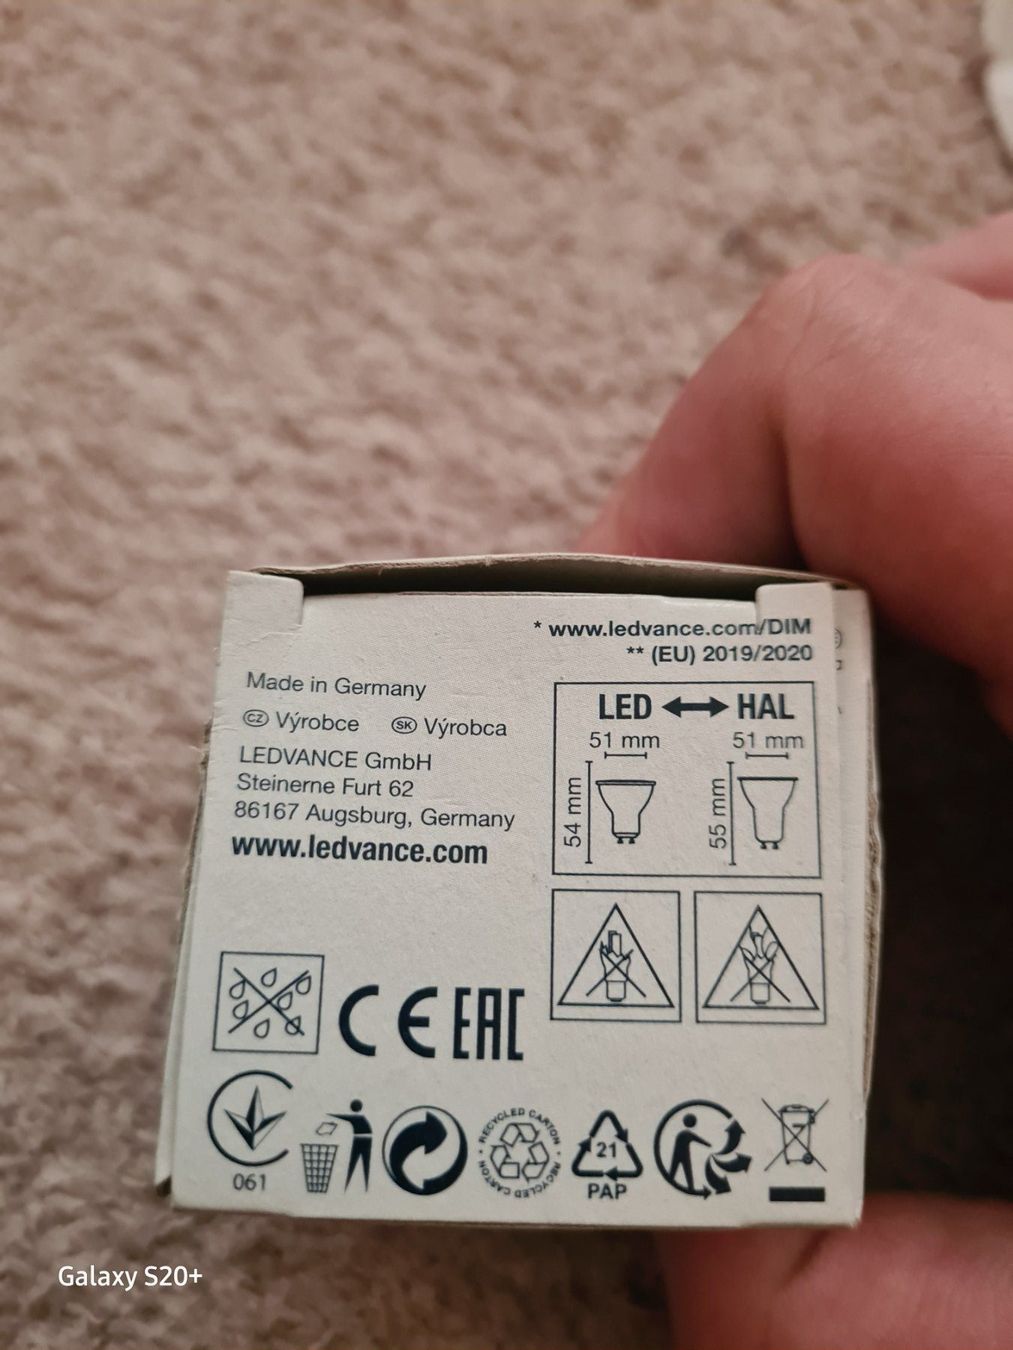 * www.ledvance.com/DIM
** (EU) 2019/2020
Made in Germany
CZ Výrobce SK Výrobca
LEDVANCE GmbH
Steinerne Furt 62
86167 Augsburg, Germany
www.ledvance.com
LED HAL
51 mm 51 mm
54 mm 55 mm
CE EAC
061
RECYCLED CARTON • RECYCLED CARTON •
21
PAP
Galaxy S20+